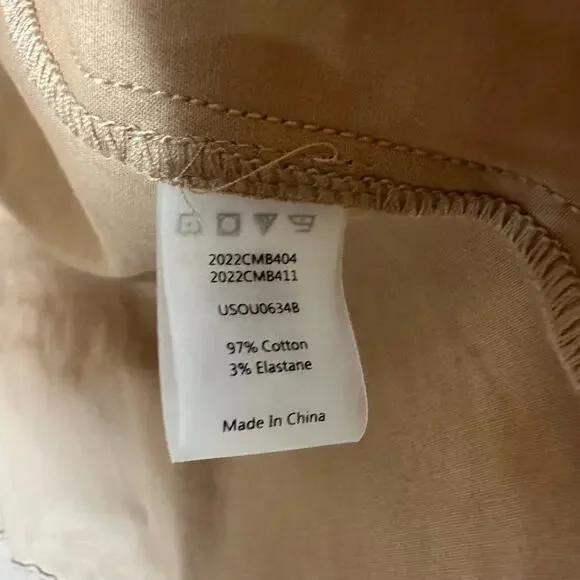 2022CMB404
2022CMB411
USOU0634B
97% Cotton
3% Elastane
Made In China